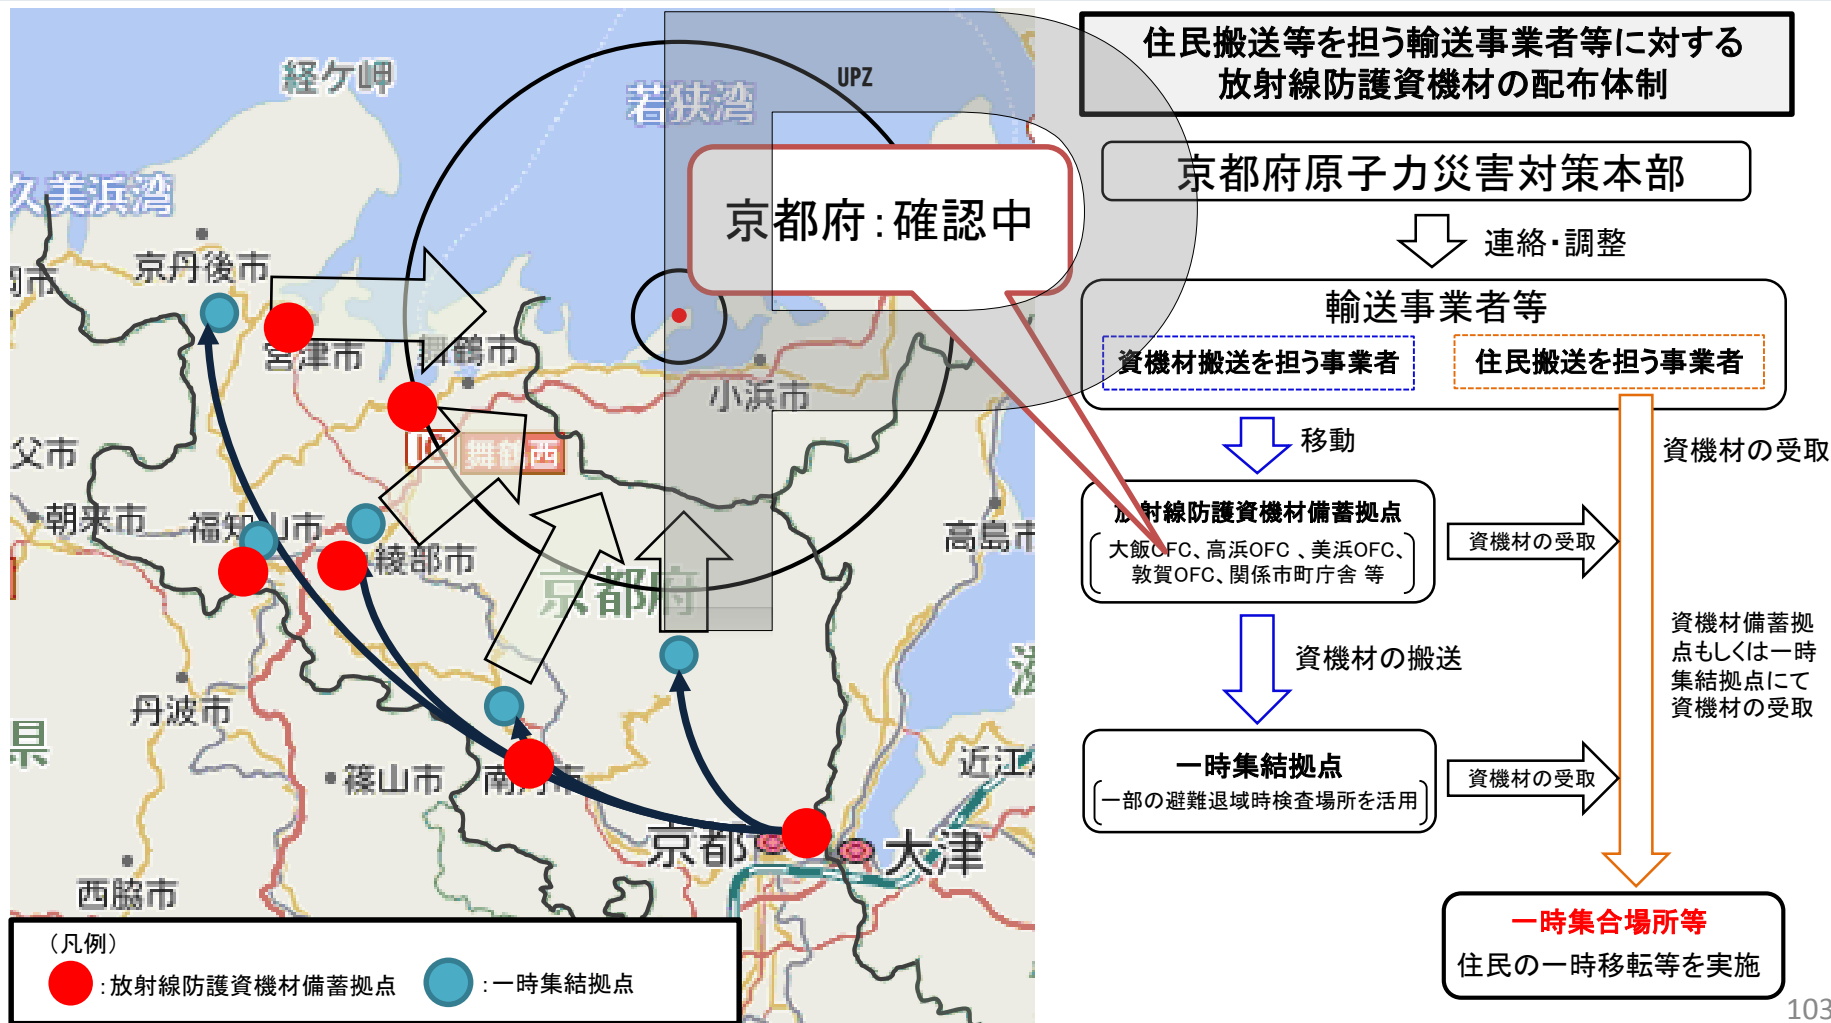 経ケ岬
若狭湾
UPZ
久美浜湾
京丹後市
宮津市
舞鶴市
小浜市
舞鶴西
父市
朝来市
福知山市
綾部市
高島市
京都府
丹波市
県
篠山市
南丹市
近江
京都
大津
西脇市
京都府：確認中
（凡例）
：放射線防護資機材備蓄拠点
：一時集結拠点
住民搬送等を担う輸送事業者等に対する
放射線防護資機材の配布体制
京都府原子力災害対策本部
連絡・調整
輸送事業者等
資機材搬送を担う事業者
住民搬送を担う事業者
移動
資機材の受取
放射線防護資機材備蓄拠点
大飯OFC、高浜OFC 、美浜OFC、
敦賀OFC、関係市町庁舎 等
資機材の受取
資機材の搬送
資機材備蓄拠
点もしくは一時
集結拠点にて
資機材の受取
一時集結拠点
一部の避難退域時検査場所を活用
資機材の受取
一時集合場所等
住民の一時移転等を実施
103